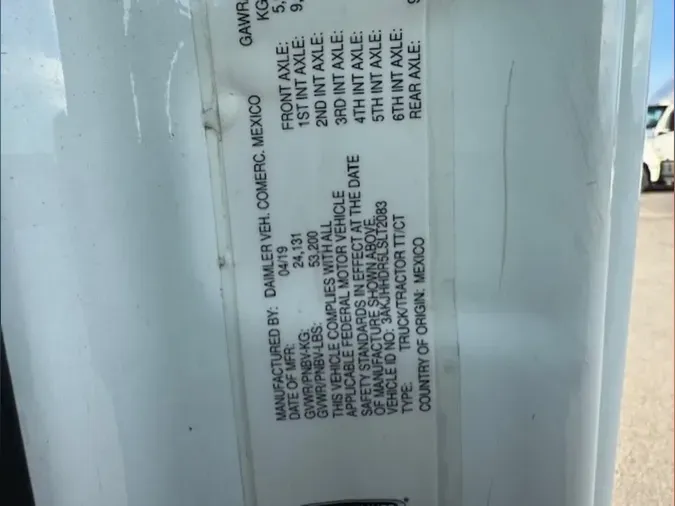 MANUFACTURED BY: DAIMLER VEH. COMERC. MEXICO
DATE OF MFR: 04/19
GVWR/PNBV-KG: 24,131
GVWR/PNBV-LBS: 53,200
THIS VEHICLE COMPLIES WITH ALL
APPLICABLE FEDERAL MOTOR VEHICLE
SAFETY STANDARDS IN EFFECT AT THE DATE
OF MANUFACTURE SHOWN ABOVE.
VEHICLE ID NO.: 3AKJHHDR5LSLT2083
TYPE: TRUCK/TRACTOR TT/CT
COUNTRY OF ORIGIN: MEXICO
GAWR
KG
FRONT AXLE: 5,
1ST INT AXLE: 9,
2ND INT AXLE:
3RD INT AXLE:
4TH INT AXLE:
5TH INT AXLE:
6TH INT AXLE:
REAR AXLE: 9